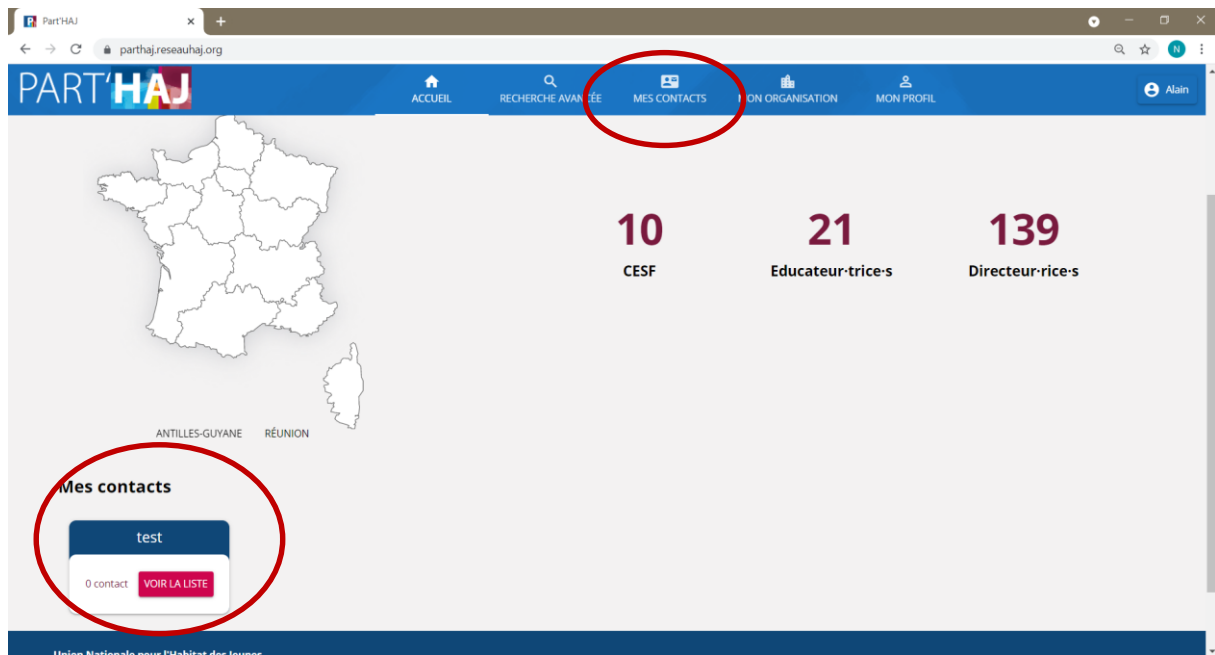 Part'HAJ
parthaj.reseauhaj.org
N
PART'HAJ
ACCUEIL
RECHERCHE AVANCÉE
MES CONTACTS
MON ORGANISATION
MON PROFIL
Alain
10
CESF
21
Educateur·trice·s
139
Directeur·rice·s
ANTILLES-GUYANE RÉUNION
Mes contacts
test
0 contact VOIR LA LISTE
Union Nationale pour l'Habitat des Jeunes